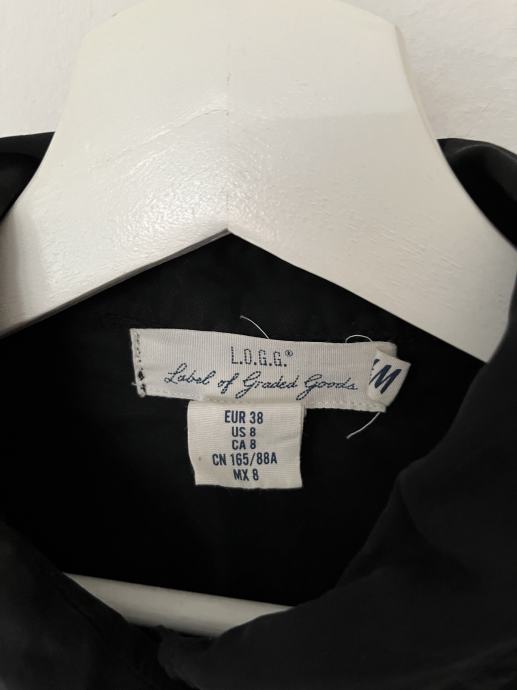 L.O.G.G.®
Label of Graded Goods
EUR 38
US 8
CA 8
CN 165/88A
MX 8